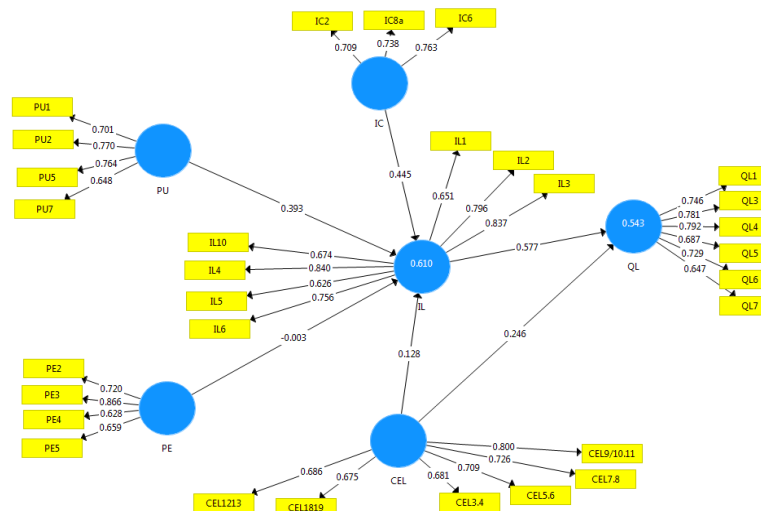 IC2
IC8a
IC6
0.709
0.738
0.763
IC
PU1
PU2
PU5
PU7
0.701
0.770
0.764
0.648
PU
0.393
0.445
IL1
IL2
IL3
0.651
0.796
0.837
IL10
IL4
IL5
IL6
0.674
0.840
0.626
0.756
0.610
IL
0.577
0.543
QL
0.746
0.781
0.792
0.687
0.729
0.647
QL1
QL3
QL4
QL5
QL6
QL7
-0.003
0.128
0.246
PE2
PE3
PE4
PE5
0.720
0.866
0.628
0.659
PE
CEL
0.686
0.675
0.681
0.709
0.726
0.800
CEL1213
CEL1819
CEL3.4
CEL5.6
CEL7.8
CEL9/10.11